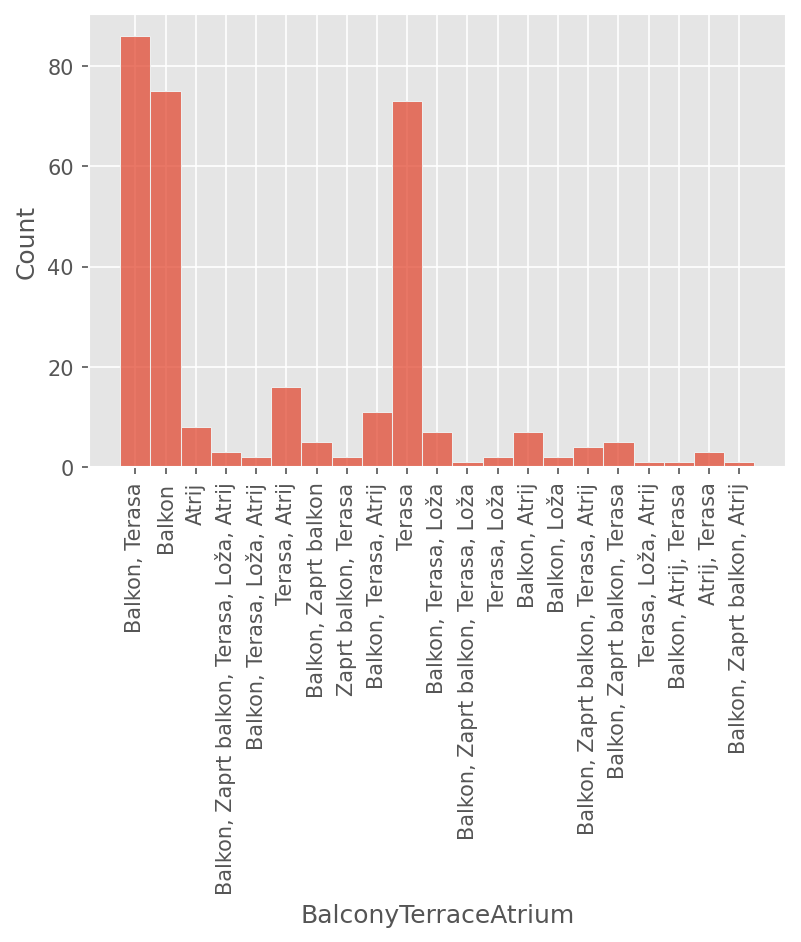 80
60
40
20
0
Count
Balkon, Terasa
Balkon
Atrij
Balkon, Zaprt balkon, Terasa, Loža, Atrij
Balkon, Terasa, Loža, Atrij
Terasa, Atrij
Balkon, Zaprt balkon
Zaprt balkon, Terasa
Balkon, Terasa, Atrij
Terasa
Balkon, Terasa, Loža
Balkon, Zaprt balkon, Terasa, Loža
Terasa, Loža
Balkon, Atrij
Balkon, Loža
Balkon, Zaprt balkon, Terasa, Atrij
Balkon, Zaprt balkon, Terasa
Terasa, Loža, Atrij
Balkon, Atrij, Terasa
Atrij, Terasa
Balkon, Zaprt balkon, Atrij
BalconyTerraceAtrium